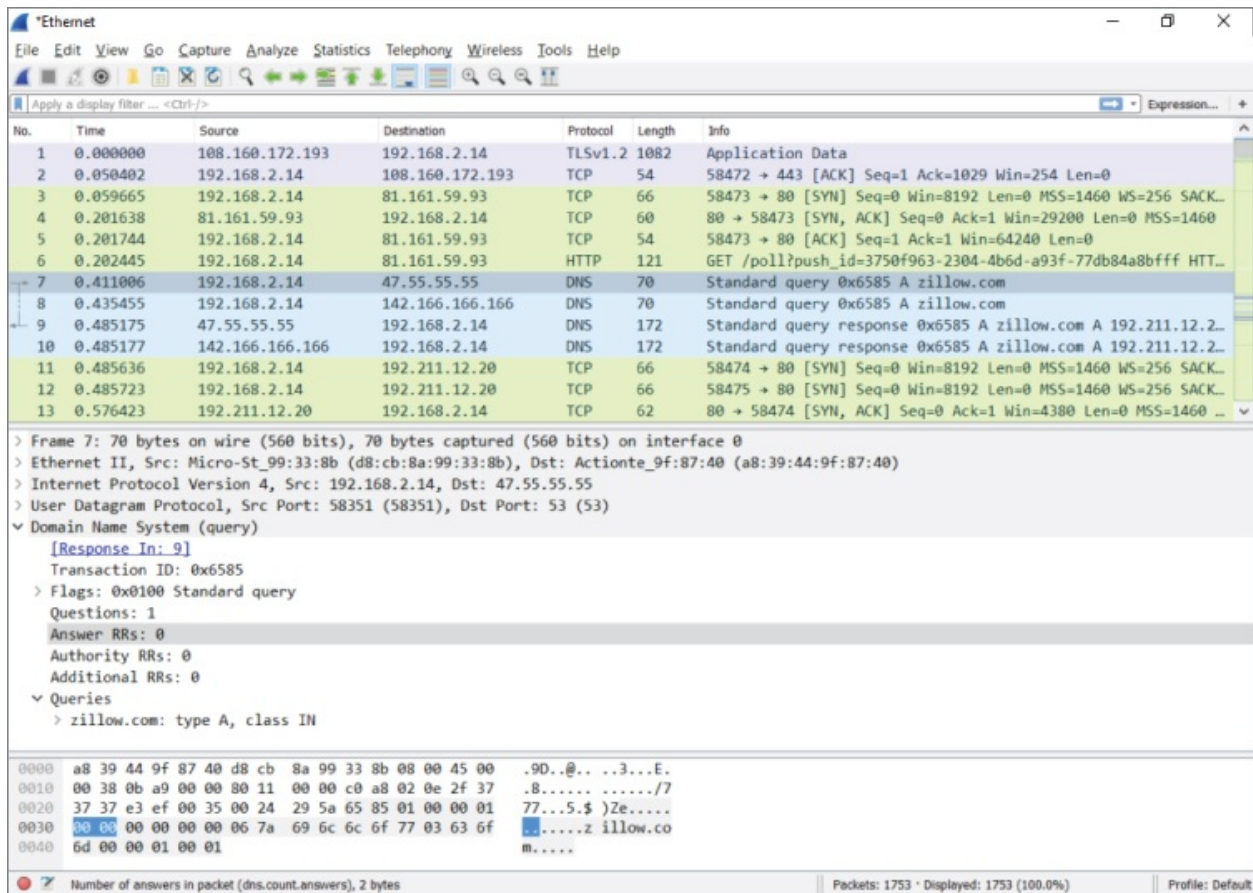 *Ethernet
File Edit View Go Capture Analyze Statistics Telephony Wireless Tools Help
Apply a display filter ... <Ctrl-/> Expression... +
No. Time Source Destination Protocol Length Info
1 0.000000 108.160.172.193 192.168.2.14 TLSv1.2 1082 Application Data
2 0.050402 192.168.2.14 108.160.172.193 TCP 54 58472 → 443 [ACK] Seq=1 Ack=1029 Win=254 Len=0
3 0.059665 192.168.2.14 81.161.59.93 TCP 66 58473 → 80 [SYN] Seq=0 Win=8192 Len=0 MSS=1460 WS=256 SACK…
4 0.201638 81.161.59.93 192.168.2.14 TCP 60 80 → 58473 [SYN, ACK] Seq=0 Ack=1 Win=29200 Len=0 MSS=1460
5 0.201744 192.168.2.14 81.161.59.93 TCP 54 58473 → 80 [ACK] Seq=1 Ack=1 Win=64240 Len=0
6 0.202445 192.168.2.14 81.161.59.93 HTTP 121 GET /poll?push_id=3750f963-2304-4b6d-a93f-77db84a8bfff HTT…
7 0.411006 192.168.2.14 47.55.55.55 DNS 70 Standard query 0x6585 A zillow.com
8 0.435455 192.168.2.14 142.166.166.166 DNS 70 Standard query 0x6585 A zillow.com
9 0.485175 47.55.55.55 192.168.2.14 DNS 172 Standard query response 0x6585 A zillow.com A 192.211.12.2…
10 0.485177 142.166.166.166 192.168.2.14 DNS 172 Standard query response 0x6585 A zillow.com A 192.211.12.2…
11 0.485636 192.168.2.14 192.211.12.20 TCP 66 58474 → 80 [SYN] Seq=0 Win=8192 Len=0 MSS=1460 WS=256 SACK…
12 0.485723 192.168.2.14 192.211.12.20 TCP 66 58475 → 80 [SYN] Seq=0 Win=8192 Len=0 MSS=1460 WS=256 SACK…
13 0.576423 192.211.12.20 192.168.2.14 TCP 62 80 → 58474 [SYN, ACK] Seq=0 Ack=1 Win=4380 Len=0 MSS=1460 …
> Frame 7: 70 bytes on wire (560 bits), 70 bytes captured (560 bits) on interface 0
> Ethernet II, Src: Micro-St_99:33:8b (d8:cb:8a:99:33:8b), Dst: Actionte_9f:87:40 (a8:39:44:9f:87:40)
> Internet Protocol Version 4, Src: 192.168.2.14, Dst: 47.55.55.55
> User Datagram Protocol, Src Port: 58351 (58351), Dst Port: 53 (53)
Domain Name System (query)
[Response In: 9]
Transaction ID: 0x6585
> Flags: 0x0100 Standard query
Questions: 1
Answer RRs: 0
Authority RRs: 0
Additional RRs: 0
Queries
> zillow.com: type A, class IN
0000 a8 39 44 9f 87 40 d8 cb 8a 99 33 8b 08 00 45 00 .9D..@.. ..3...E.
0010 00 38 0b a9 00 00 80 11 00 00 c0 a8 02 0e 2f 37 .8...... ....../7
0020 37 37 e3 ef 00 35 00 24 29 5a 65 85 01 00 00 01 77...5.$ )Ze.....
0030 00 00 00 00 00 00 06 7a 69 6c 6c 6f 77 03 63 6f .......z illow.co
0040 6d 00 00 01 00 01 m.....
Number of answers in packet (dns.count.answers), 2 bytes Packets: 1753 · Displayed: 1753 (100.0%) Profile: Default